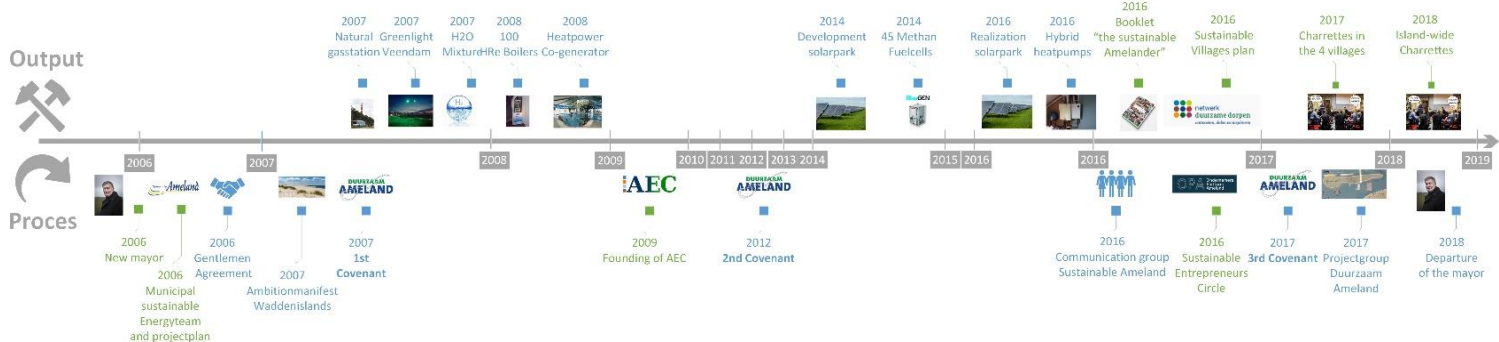 Output
2007
Natural
gasstation
2007
Greenlight
Veendam
2007
H2O
Mixture
2008
100
HRe Boilers
2008
Heatpower
Co-generator
2014
Development
solarpark
2014
45 Methan
Fuelcells
2016
Realization
solarpark
2016
Hybrid
heatpumps
2016
Booklet
“the sustainable
Amelander”
2016
Sustainable
Villages plan
2017
Charrettes in
the 4 villages
2018
Island-wide
Charrettes
H₂
netwerk
duurzame dorpen
2006
2007
2008
2009
2010
2011
2012
2013
2014
2015
2016
2016
2017
2018
2019
Proces
Ameland
DUURZAAM
AMELAND
AEC
DUURZAAM
AMELAND
Ondernemers
Ameland
DUURZAAM
AMELAND
2006
New mayor
2006
Municipal
sustainable
Energyteam
and projectplan
2006
Gentlemen
Agreement
2007
Ambitionmanifest
Waddenislands
2007
1st
Covenant
2009
Founding of AEC
2012
2nd Covenant
2016
Communication group
Sustainable Ameland
2016
Sustainable
Entrepreneurs
Circle
2017
3rd Covenant
2017
Projectgroup
Duurzaam
Ameland
2018
Departure
of the mayor